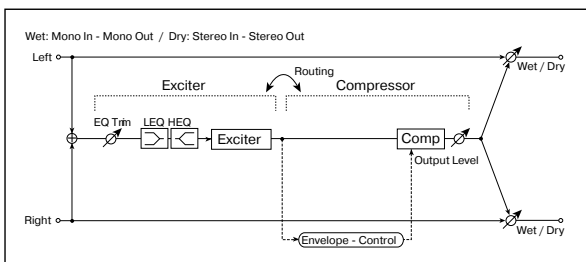 Wet: Mono In - Mono Out / Dry: Stereo In - Stereo Out
Left
Wet / Dry
Routing
Exciter
Compressor
EQ Trim
LEQ HEQ
Exciter
Comp
Output Level
Right
Envelope - Control
Wet / Dry